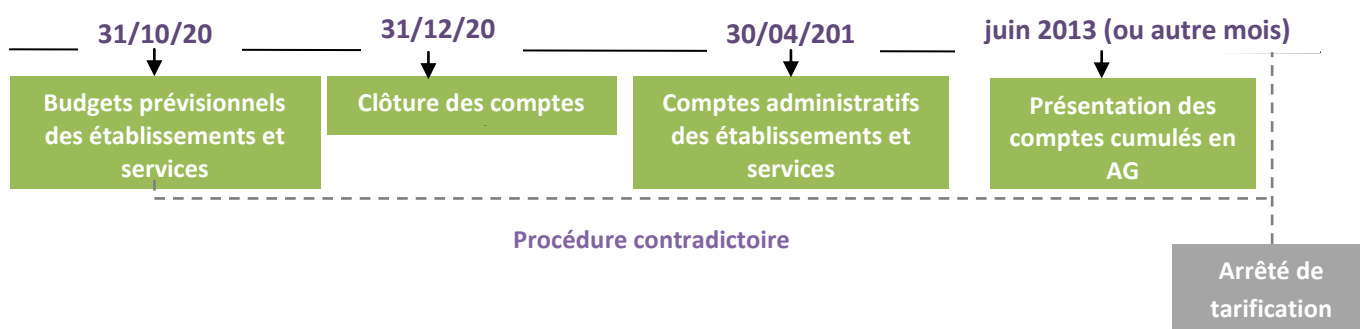 31/10/20
31/12/20
30/04/201
juin 2013 (ou autre mois)
Budgets prévisionnels
des établissements et
services
Clôture des comptes
Comptes administratifs
des établissements et
services
Présentation des
comptes cumulés en
AG
Procédure contradictoire
Arrêté de
tarification